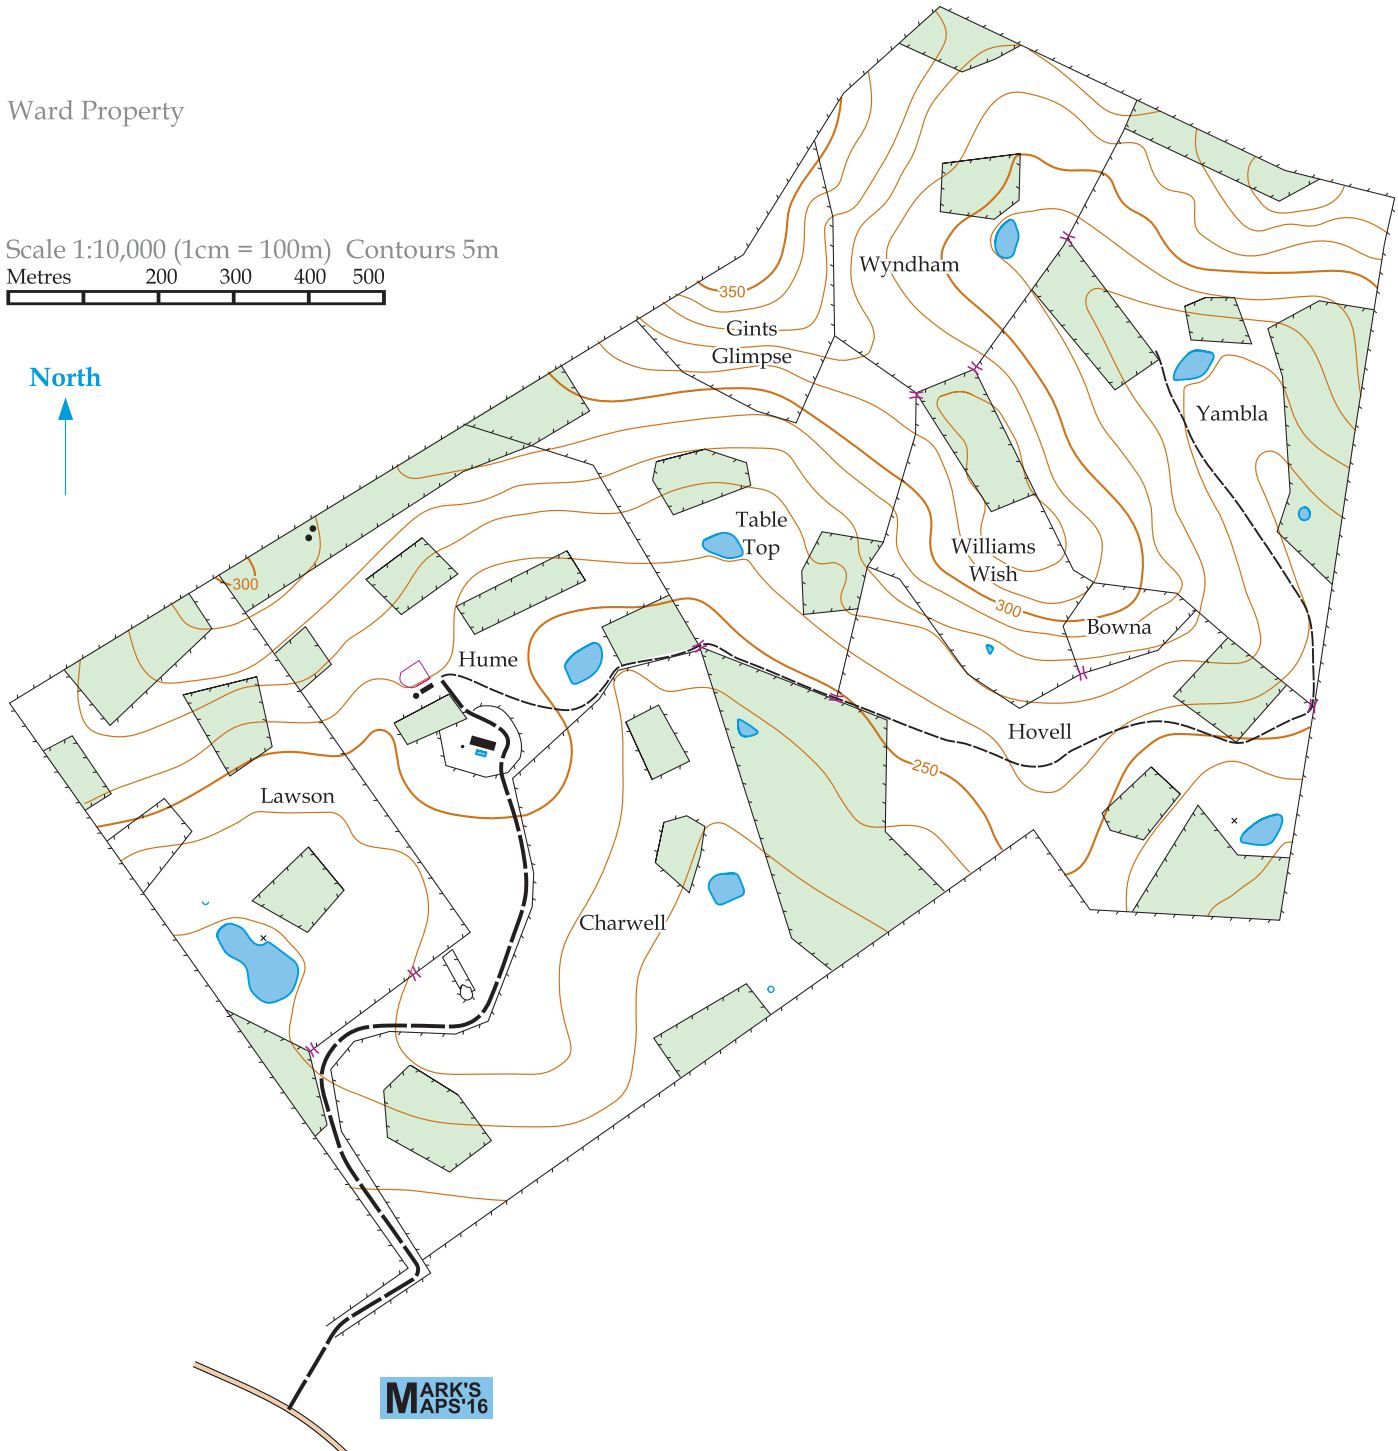 Ward Property
Scale 1:10,000 (1cm = 100m) Contours 5m
Metres 200 300 400 500
North
Wyndham
350
Gints
Glimpse
Yambla
Table
Top
Williams
Wish
300
300
Bowna
Hume
Hovell
250
Lawson
Charwell
MARK'S
MAPS'16